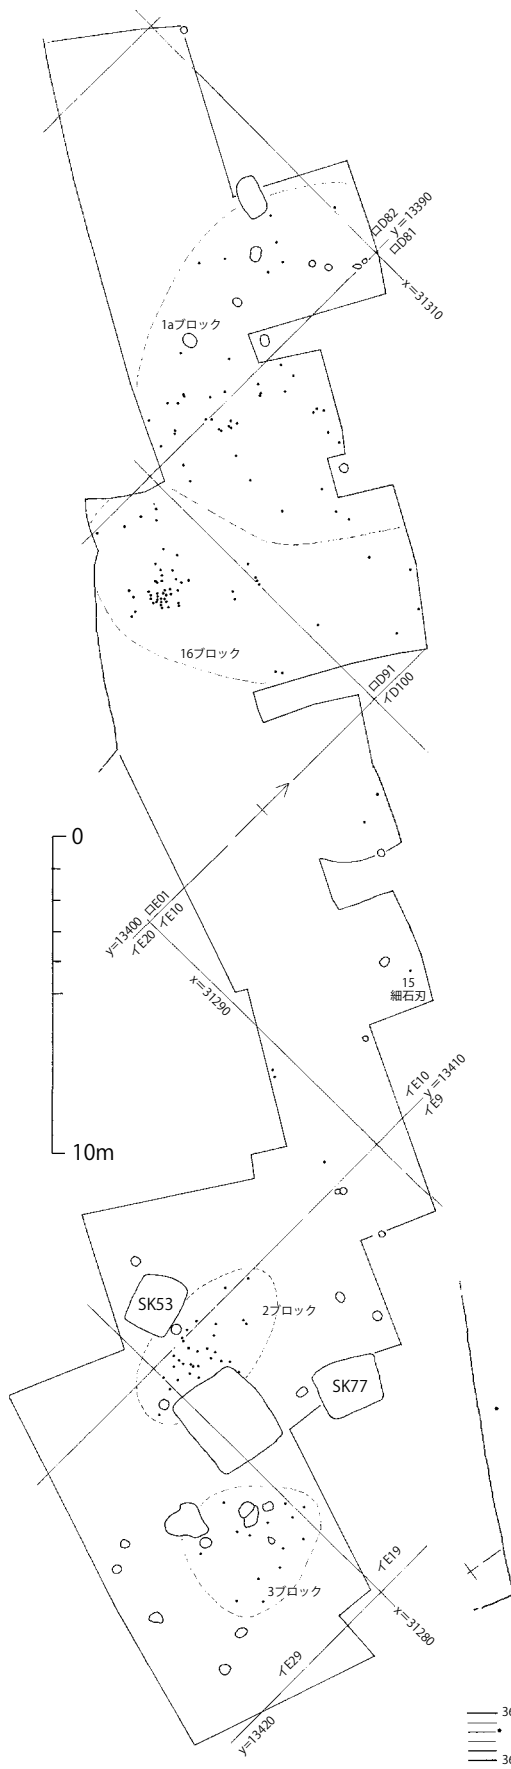 ロD82
y=13390
ロD81
x=31310
1aブロック
16ブロック
ロD91
イD100
0
ロE01
y=13400
イE10
イE20
x=31290
15
細石刃
イE10
y=13410
イE9
10m
SK53
2ブロック
SK77
3ブロック
イE19
x=31280
イE29
y=13420
36
36